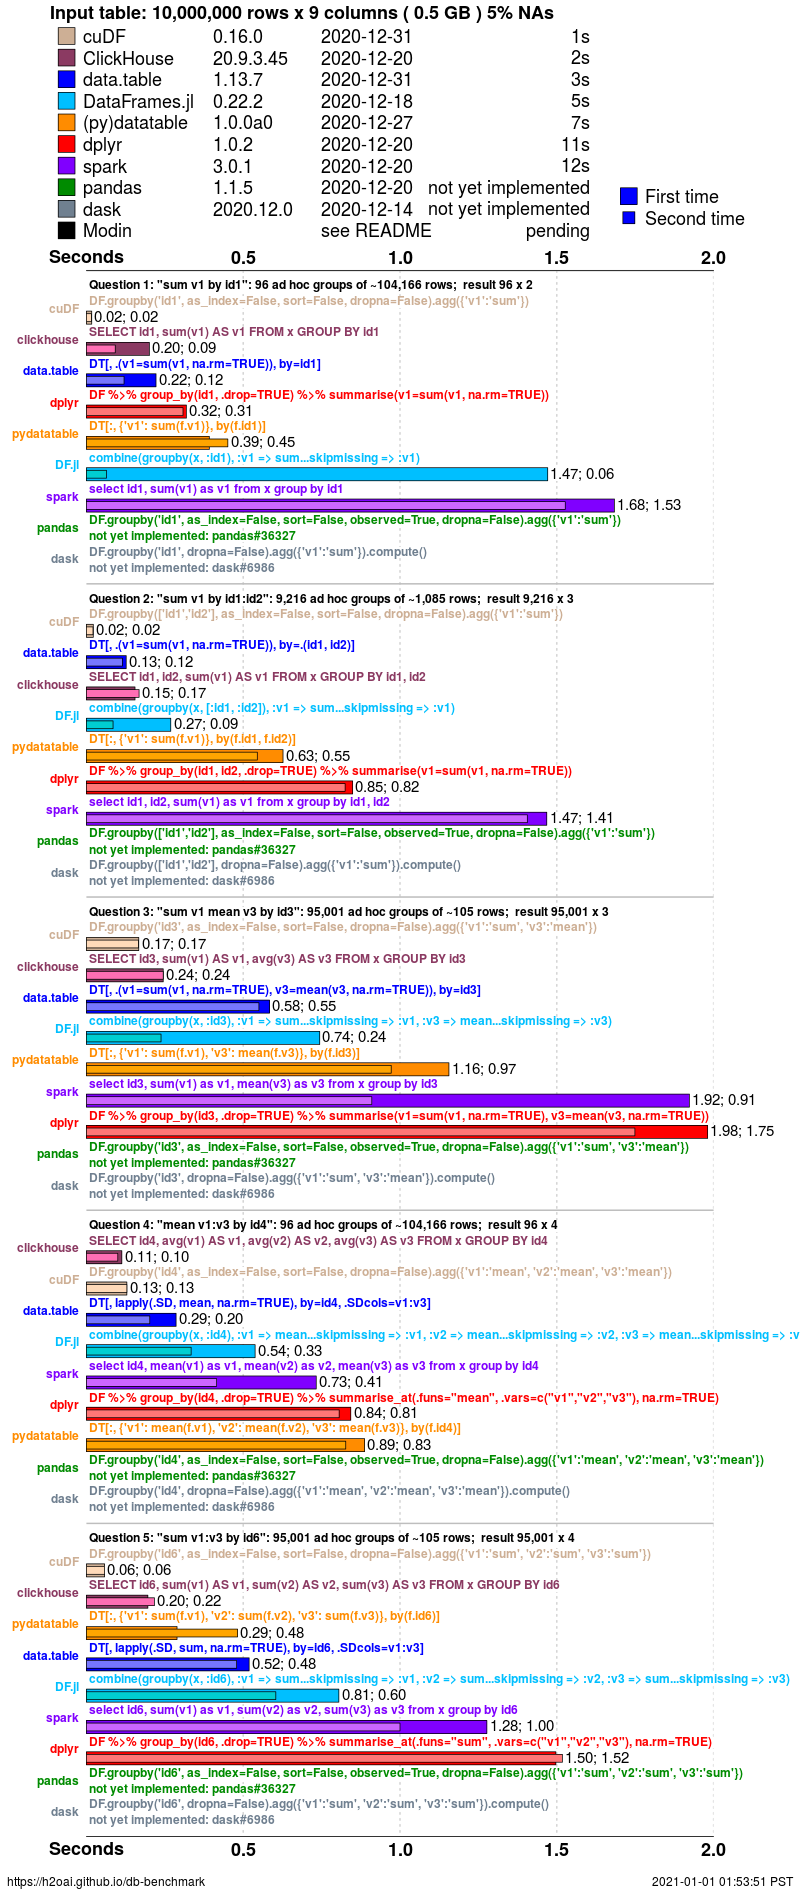 Input table: 10,000,000 rows x 9 columns ( 0.5 GB ) 5% NAs
cuDF 0.16.0 2020-12-31 1s
ClickHouse 20.9.3.45 2020-12-20 2s
data.table 1.13.7 2020-12-31 3s
DataFrames.jl 0.22.2 2020-12-18 5s
(py)datatable 1.0.0a0 2020-12-27 7s
dplyr 1.0.2 2020-12-20 11s
spark 3.0.1 2020-12-20 12s
pandas 1.1.5 2020-12-20 not yet implemented
First time
dask 2020.12.0 2020-12-14 not yet implemented
Second time
Modin see README pending
Seconds 0.5 1.0 1.5 2.0
Question 1: "sum v1 by id1": 96 ad hoc groups of ~104,166 rows; result 96 x 2
DF.groupby('id1', as_index=False, sort=False, dropna=False).agg({'v1':'sum'})
cuDF 0.02; 0.02
SELECT id1, sum(v1) AS v1 FROM x GROUP BY id1
clickhouse 0.20; 0.09
DT[, .(v1=sum(v1, na.rm=TRUE)), by=id1]
data.table 0.22; 0.12
DF %>% group_by(id1, .drop=TRUE) %>% summarise(v1=sum(v1, na.rm=TRUE))
dplyr 0.32; 0.31
DT[:, {'v1': sum(f.v1)}, by(f.id1)]
pydatatable 0.39; 0.45
combine(groupby(x, :id1), :v1 => sum...skipmissing => :v1)
DF.jl 1.47; 0.06
select id1, sum(v1) as v1 from x group by id1
spark 1.68; 1.53
DF.groupby('id1', as_index=False, sort=False, observed=True, dropna=False).agg({'v1':'sum'})
pandas
not yet implemented: pandas#36327
DF.groupby('id1', dropna=False).agg({'v1':'sum'}).compute()
dask
not yet implemented: dask#6986
Question 2: "sum v1 by id1:id2": 9,216 ad hoc groups of ~1,085 rows; result 9,216 x 3
DF.groupby(['id1','id2'], as_index=False, sort=False, dropna=False).agg({'v1':'sum'})
cuDF 0.02; 0.02
DT[, .(v1=sum(v1, na.rm=TRUE)), by=.(id1, id2)]
data.table 0.13; 0.12
SELECT id1, id2, sum(v1) AS v1 FROM x GROUP BY id1, id2
clickhouse 0.15; 0.17
combine(groupby(x, [:id1, :id2]), :v1 => sum...skipmissing => :v1)
DF.jl 0.27; 0.09
DT[:, {'v1': sum(f.v1)}, by(f.id1, f.id2)]
pydatatable 0.63; 0.55
DF %>% group_by(id1, id2, .drop=TRUE) %>% summarise(v1=sum(v1, na.rm=TRUE))
dplyr 0.85; 0.82
select id1, id2, sum(v1) as v1 from x group by id1, id2
spark 1.47; 1.41
DF.groupby(['id1','id2'], as_index=False, sort=False, observed=True, dropna=False).agg({'v1':'sum'})
pandas
not yet implemented: pandas#36327
DF.groupby(['id1','id2'], dropna=False).agg({'v1':'sum'}).compute()
dask
not yet implemented: dask#6986
Question 3: "sum v1 mean v3 by id3": 95,001 ad hoc groups of ~105 rows; result 95,001 x 3
DF.groupby('id3', as_index=False, sort=False, dropna=False).agg({'v1':'sum', 'v3':'mean'})
cuDF 0.17; 0.17
SELECT id3, sum(v1) AS v1, avg(v3) AS v3 FROM x GROUP BY id3
clickhouse 0.24; 0.24
DT[, .(v1=sum(v1, na.rm=TRUE), v3=mean(v3, na.rm=TRUE)), by=id3]
data.table 0.58; 0.55
combine(groupby(x, :id3), :v1 => sum...skipmissing => :v1, :v3 => mean...skipmissing => :v3)
DF.jl 0.74; 0.24
DT[:, {'v1': sum(f.v1), 'v3': mean(f.v3)}, by(f.id3)]
pydatatable 1.16; 0.97
select id3, sum(v1) as v1, mean(v3) as v3 from x group by id3
spark 1.92; 0.91
DF %>% group_by(id3, .drop=TRUE) %>% summarise(v1=sum(v1, na.rm=TRUE), v3=mean(v3, na.rm=TRUE))
dplyr 1.98; 1.75
DF.groupby('id3', as_index=False, sort=False, observed=True, dropna=False).agg({'v1':'sum', 'v3':'mean'})
pandas
not yet implemented: pandas#36327
DF.groupby('id3', dropna=False).agg({'v1':'sum', 'v3':'mean'}).compute()
dask
not yet implemented: dask#6986
Question 4: "mean v1:v3 by id4": 96 ad hoc groups of ~104,166 rows; result 96 x 4
SELECT id4, avg(v1) AS v1, avg(v2) AS v2, avg(v3) AS v3 FROM x GROUP BY id4
clickhouse 0.11; 0.10
DF.groupby('id4', as_index=False, sort=False, dropna=False).agg({'v1':'mean', 'v2':'mean', 'v3':'mean'})
cuDF 0.13; 0.13
DT[, lapply(.SD, mean, na.rm=TRUE), by=id4, .SDcols=v1:v3]
data.table 0.29; 0.20
combine(groupby(x, :id4), :v1 => mean...skipmissing => :v1, :v2 => mean...skipmissing => :v2, :v3 => mean...skipmissing => :v
DF.jl 0.54; 0.33
select id4, mean(v1) as v1, mean(v2) as v2, mean(v3) as v3 from x group by id4
spark 0.73; 0.41
DF %>% group_by(id4, .drop=TRUE) %>% summarise_at(.funs="mean", .vars=c("v1","v2","v3"), na.rm=TRUE)
dplyr 0.84; 0.81
DT[:, {'v1': mean(f.v1), 'v2': mean(f.v2), 'v3': mean(f.v3)}, by(f.id4)]
pydatatable 0.89; 0.83
DF.groupby('id4', as_index=False, sort=False, observed=True, dropna=False).agg({'v1':'mean', 'v2':'mean', 'v3':'mean'})
pandas
not yet implemented: pandas#36327
DF.groupby('id4', dropna=False).agg({'v1':'mean', 'v2':'mean', 'v3':'mean'}).compute()
dask
not yet implemented: dask#6986
Question 5: "sum v1:v3 by id6": 95,001 ad hoc groups of ~105 rows; result 95,001 x 4
DF.groupby('id6', as_index=False, sort=False, dropna=False).agg({'v1':'sum', 'v2':'sum', 'v3':'sum'})
cuDF 0.06; 0.06
SELECT id6, sum(v1) AS v1, sum(v2) AS v2, sum(v3) AS v3 FROM x GROUP BY id6
clickhouse 0.20; 0.22
DT[:, {'v1': sum(f.v1), 'v2': sum(f.v2), 'v3': sum(f.v3)}, by(f.id6)]
pydatatable 0.29; 0.48
DT[, lapply(.SD, sum, na.rm=TRUE), by=id6, .SDcols=v1:v3]
data.table 0.52; 0.48
combine(groupby(x, :id6), :v1 => sum...skipmissing => :v1, :v2 => sum...skipmissing => :v2, :v3 => sum...skipmissing => :v3)
DF.jl 0.81; 0.60
select id6, sum(v1) as v1, sum(v2) as v2, sum(v3) as v3 from x group by id6
spark 1.28; 1.00
DF %>% group_by(id6, .drop=TRUE) %>% summarise_at(.funs="sum", .vars=c("v1","v2","v3"), na.rm=TRUE)
dplyr 1.50; 1.52
DF.groupby('id6', as_index=False, sort=False, observed=True, dropna=False).agg({'v1':'sum', 'v2':'sum', 'v3':'sum'})
pandas
not yet implemented: pandas#36327
DF.groupby('id6', dropna=False).agg({'v1':'sum', 'v2':'sum', 'v3':'sum'}).compute()
dask
not yet implemented: dask#6986
Seconds 0.5 1.0 1.5 2.0
https://h2oai.github.io/db-benchmark 2021-01-01 01:53:51 PST